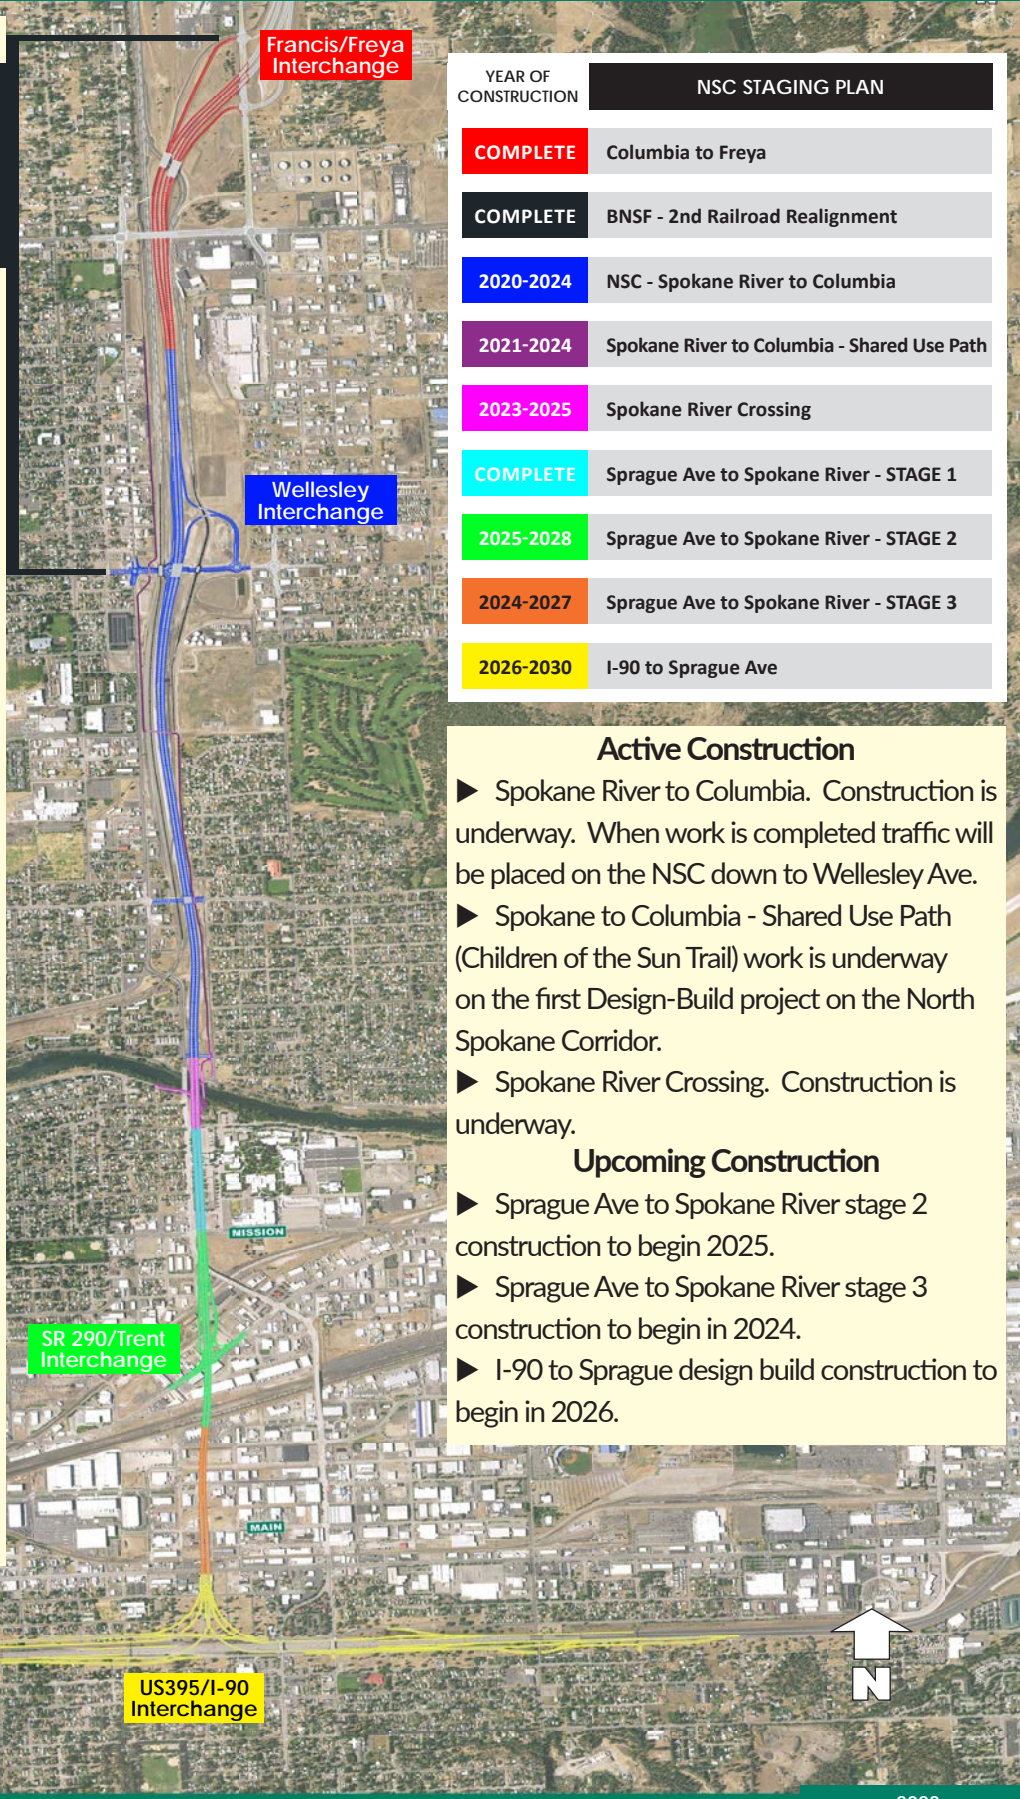 Francis/Freya
Interchange
YEAR OF
CONSTRUCTION
NSC STAGING PLAN
COMPLETE Columbia to Freya
COMPLETE BNSF - 2nd Railroad Realignment
2020-2024 NSC - Spokane River to Columbia
2021-2024 Spokane River to Columbia - Shared Use Path
2023-2025 Spokane River Crossing
COMPLETE Sprague Ave to Spokane River - STAGE 1
2025-2028 Sprague Ave to Spokane River - STAGE 2
2024-2027 Sprague Ave to Spokane River - STAGE 3
2026-2030 I-90 to Sprague Ave
Wellesley
Interchange
Active Construction
▶ Spokane River to Columbia. Construction is
underway. When work is completed traffic will
be placed on the NSC down to Wellesley Ave.
▶ Spokane to Columbia - Shared Use Path
(Children of the Sun Trail) work is underway
on the first Design-Build project on the North
Spokane Corridor.
▶ Spokane River Crossing. Construction is
underway.
Upcoming Construction
▶ Sprague Ave to Spokane River stage 2
construction to begin 2025.
▶ Sprague Ave to Spokane River stage 3
construction to begin in 2024.
▶ I-90 to Sprague design build construction to
begin in 2026.
NISSION
SR 290/Trent
Interchange
MAIN
US395/I-90
Interchange
N